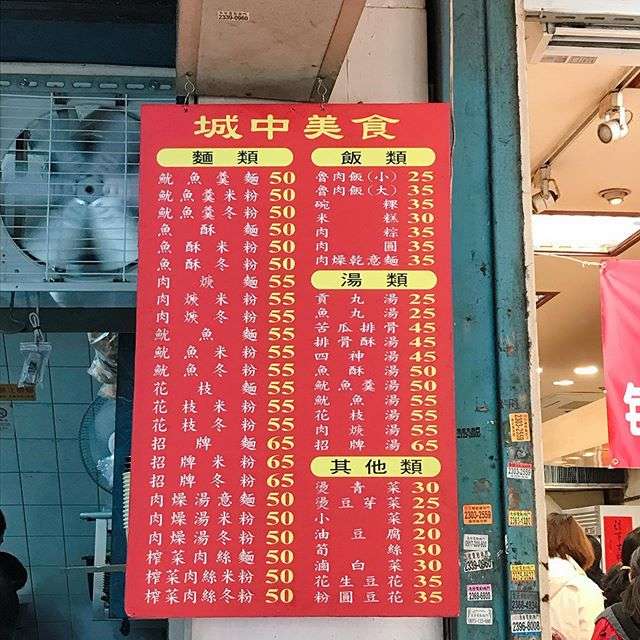 2339-0960
城中美食
麵類
魷魚羹麵 50
魷魚羹米粉 50
魷魚羹冬粉 50
魚酥麵 50
魚酥米粉 50
魚酥冬粉 50
肉焿麵 55
肉焿米粉 55
肉焿冬粉 55
魷魚麵 55
魷魚米粉 55
魷魚冬粉 55
花枝麵 55
花枝米粉 55
花枝冬粉 55
招牌麵 65
招牌米粉 65
招牌冬粉 65
肉燥湯意麵 50
肉燥湯米粉 50
肉燥湯冬粉 50
榨菜肉絲麵 50
榨菜肉絲米粉 50
榨菜肉絲冬粉 50
飯類
魯肉飯(小) 25
魯肉飯(大) 35
碗粿 35
米糕 30
肉粽 35
肉圓 35
肉燥乾意麵 35
湯類
貢丸湯 25
魚丸湯 25
苦瓜排骨 45
排骨酥湯 45
四神湯 45
魚酥湯 50
魷魚羹湯 50
魷魚湯 55
花枝湯 55
肉焿湯 55
招牌湯 65
其他類
燙青菜 30
燙豆芽菜 25
小菜 20
油豆腐 20
筍絲 30
滷白菜 30
花生豆花 35
粉圓豆花 35
2303-2559
2339-0960
2368-8498
2396-8008